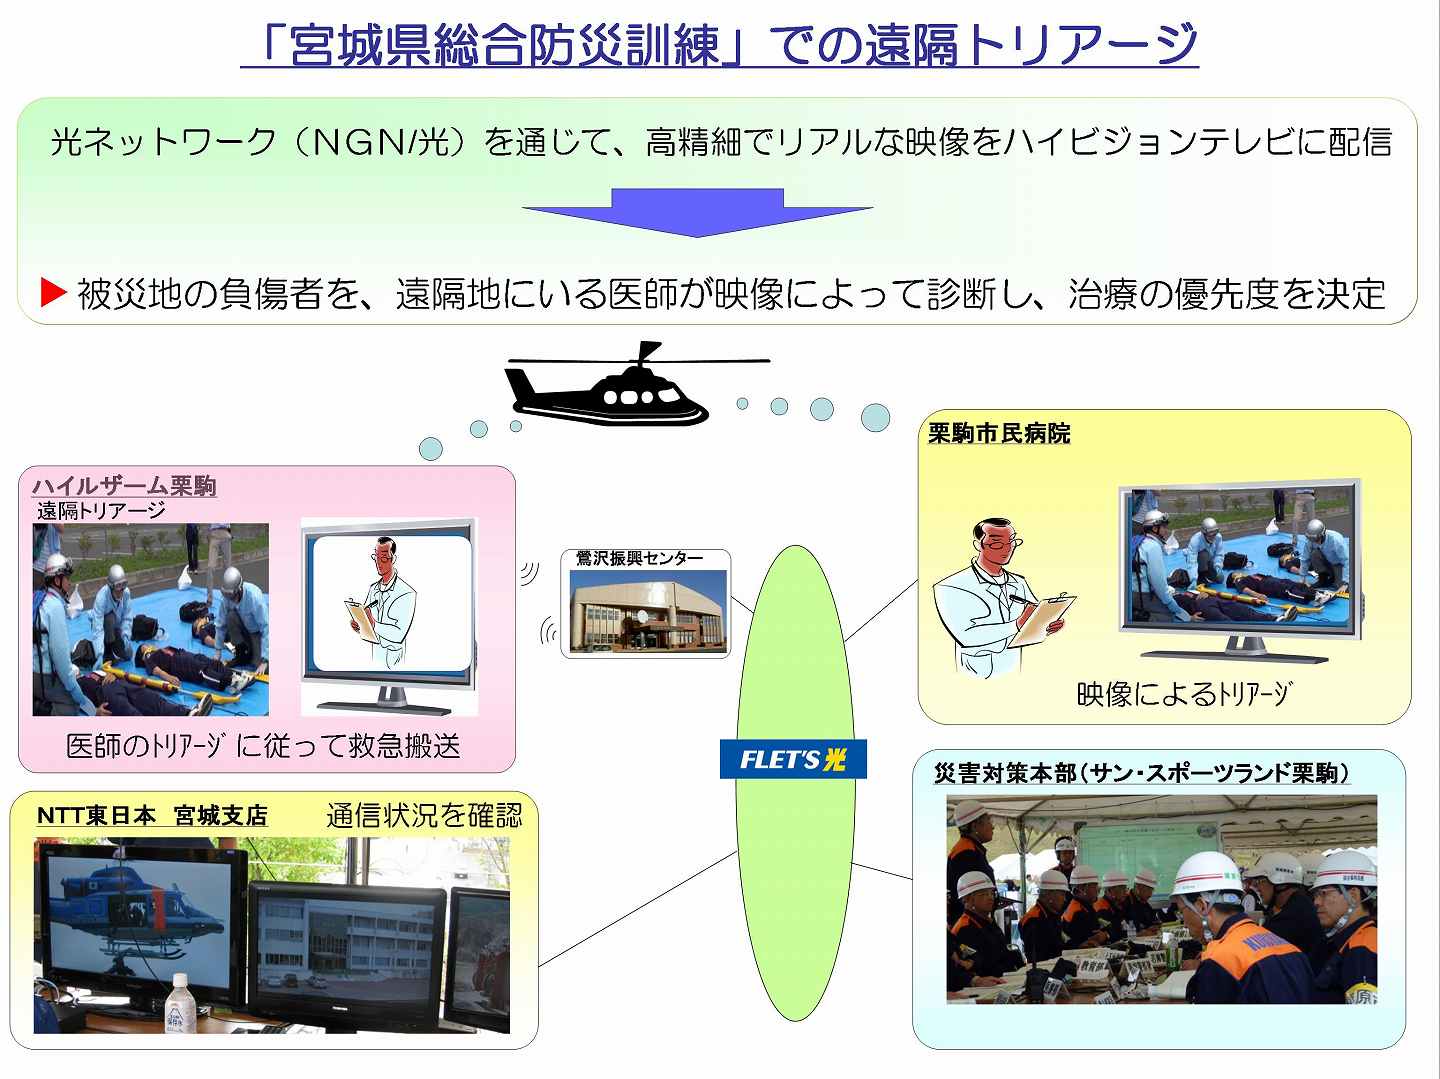 「宮城県総合防災訓練」での遠隔トリアージ
光ネットワーク（ＮＧＮ/光）を通じて、高精細でリアルな映像をハイビジョンテレビに配信
▶被災地の負傷者を、遠隔地にいる医師が映像によって診断し、治療の優先度を決定
ハイルザーム栗駒
遠隔トリアージ
医師のﾄﾘｱｰｼﾞに従って救急搬送
鶯沢振興センター
栗駒市民病院
映像によるﾄﾘｱｰｼﾞ
FLET'S光
NTT東日本　宮城支店
通信状況を確認
災害対策本部（サン・スポーツランド栗駒）
教育部